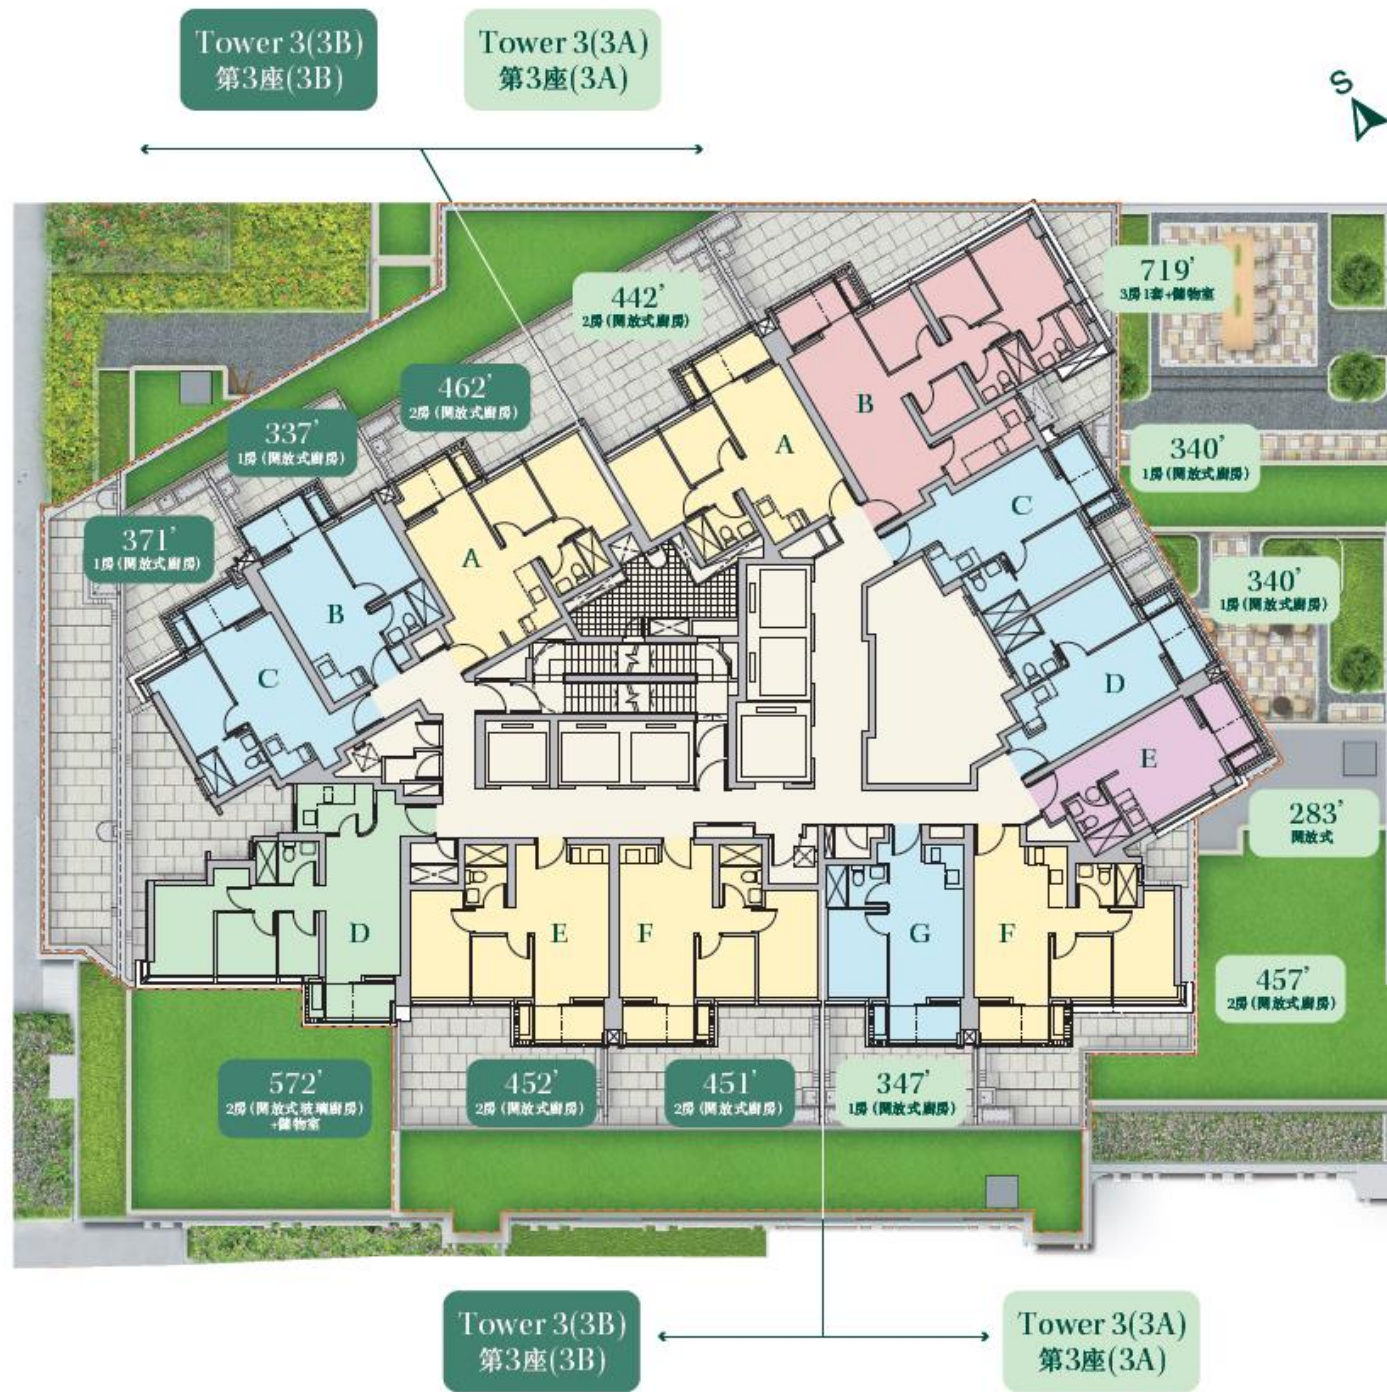 Tower 3(3B)
第3座(3B)
Tower 3(3A)
第3座(3A)
S
442’
2房 (開放式廚房)
719’
3房1套+儲物室
462’
2房 (開放式廚房)
337’
1房 (開放式廚房)
371’
1房 (開放式廚房)
340’
1房 (開放式廚房)
340’
1房 (開放式廚房)
B
A
C
A
B
C
D
E
283’
開放式
D
E
F
G
F
457’
2房 (開放式廚房)
572’
2房 (開放式玻璃廚房)
+儲物室
452’
2房 (開放式廚房)
451’
2房 (開放式廚房)
347’
1房 (開放式廚房)
Tower 3(3B)
第3座(3B)
Tower 3(3A)
第3座(3A)